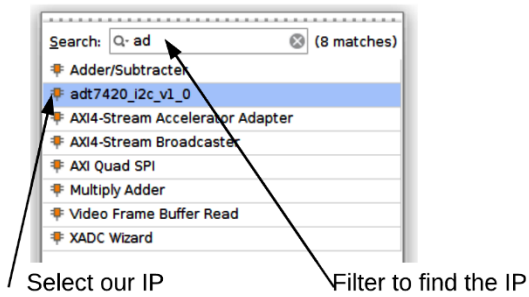 Search: ad (8 matches)
Adder/Subtracter
adt7420_i2c_v1_0
AXI4-Stream Accelerator Adapter
AXI4-Stream Broadcaster
AXI Quad SPI
Multiply Adder
Video Frame Buffer Read
XADC Wizard
Select our IP Filter to find the IP